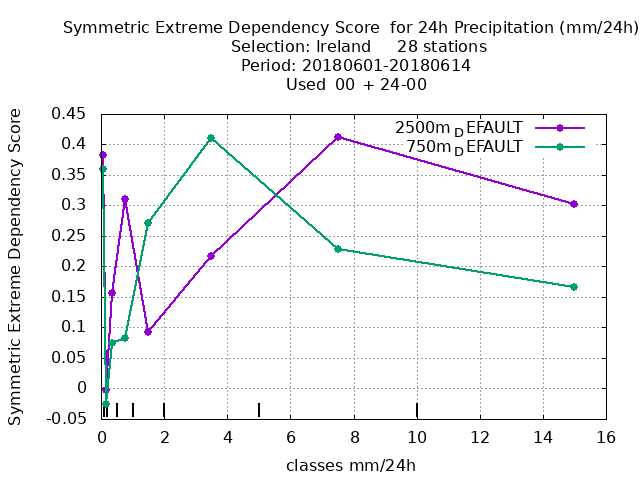 Symmetric Extreme Dependency Score  for 24h Precipitation (mm/24h)
Selection: Ireland     28 stations
Period: 20180601-20180614
Used  00  + 24-00
Symmetric Extreme Dependency Score
0.45
0.4
0.35
0.3
0.25
0.2
0.15
0.1
0.05
0
-0.05
2500m_DEFAULT
750m_DEFAULT
0 2 4 6 8 10 12 14 16
classes mm/24h